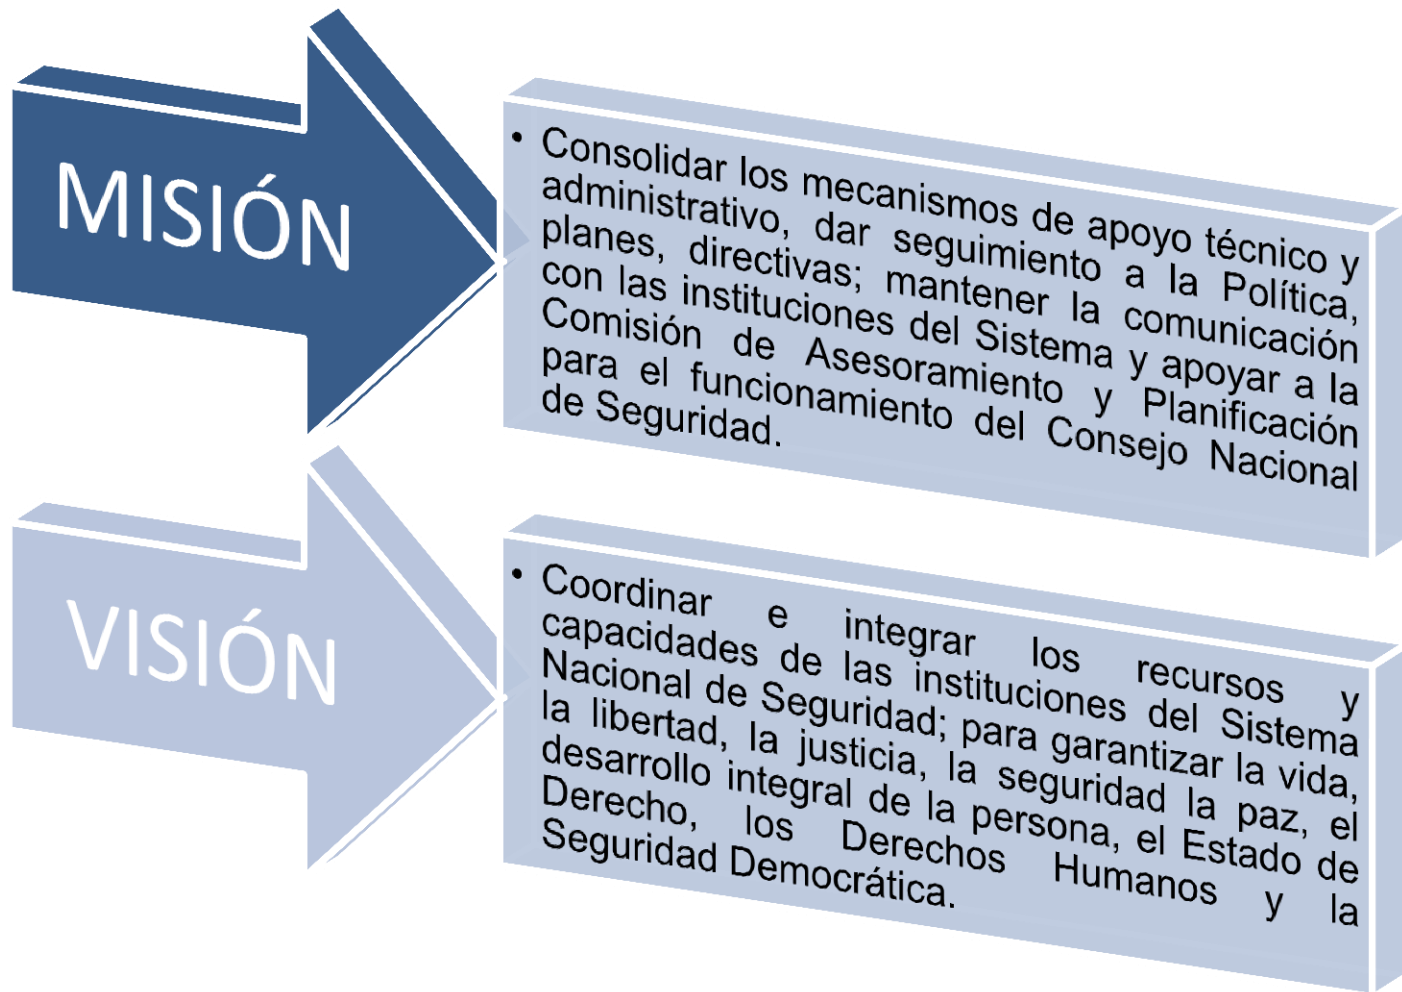 MISIÓN
• Consolidar los mecanismos de apoyo técnico y
administrativo, dar seguimiento a la Política,
planes, directivas; mantener la comunicación
con las instituciones del Sistema y apoyar a la
Comisión de Asesoramiento y Planificación
para el funcionamiento del Consejo Nacional
de Seguridad.
VISIÓN
• Coordinar e integrar los recursos y
capacidades de las instituciones del Sistema
Nacional de Seguridad; para garantizar la vida,
la libertad, la justicia, la seguridad la paz, el
desarrollo integral de la persona, el Estado de
Derecho, los Derechos Humanos y la
Seguridad Democrática.